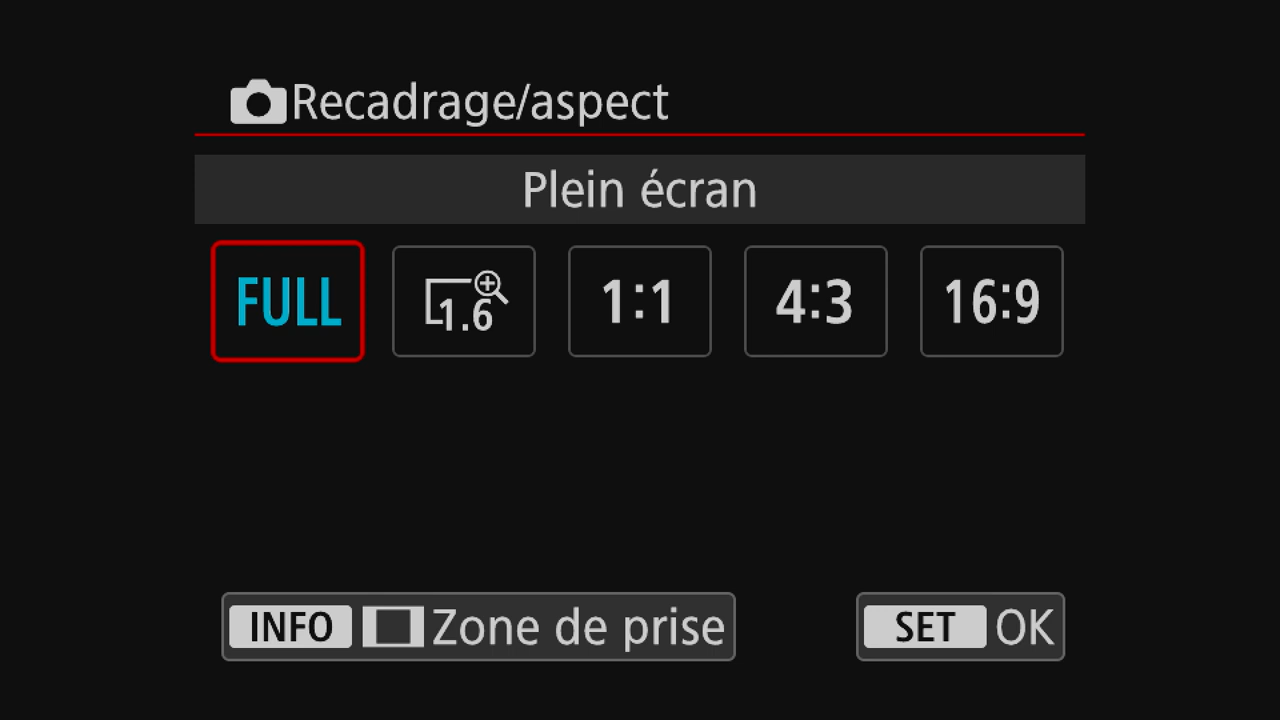 Recadrage/aspect
Plein écran
FULL 1.6 1:1 4:3 16:9
INFO Zone de prise SET OK